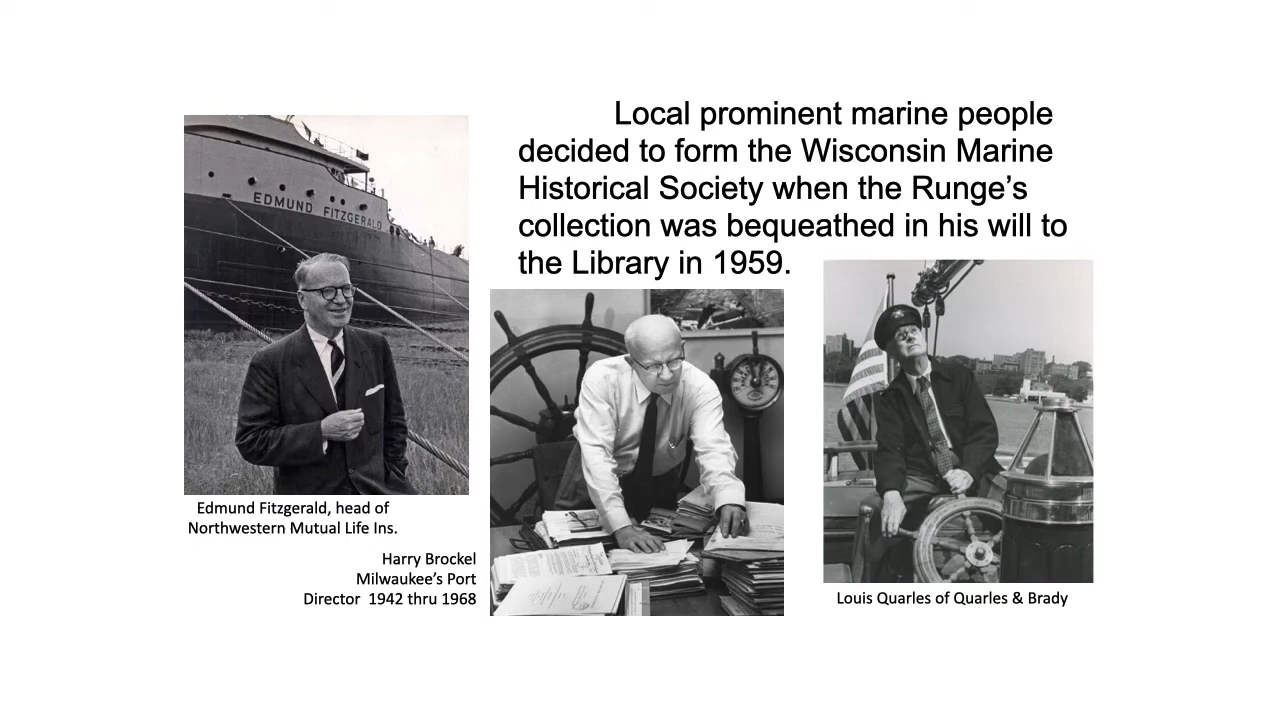 Local prominent marine people
decided to form the Wisconsin Marine
Historical Society when the Runge’s
collection was bequeathed in his will to
the Library in 1959.
EDMUND FITZGERALD
Edmund Fitzgerald, head of
Northwestern Mutual Life Ins.
Harry Brockel
Milwaukee’s Port
Director 1942 thru 1968
Louis Quarles of Quarles & Brady